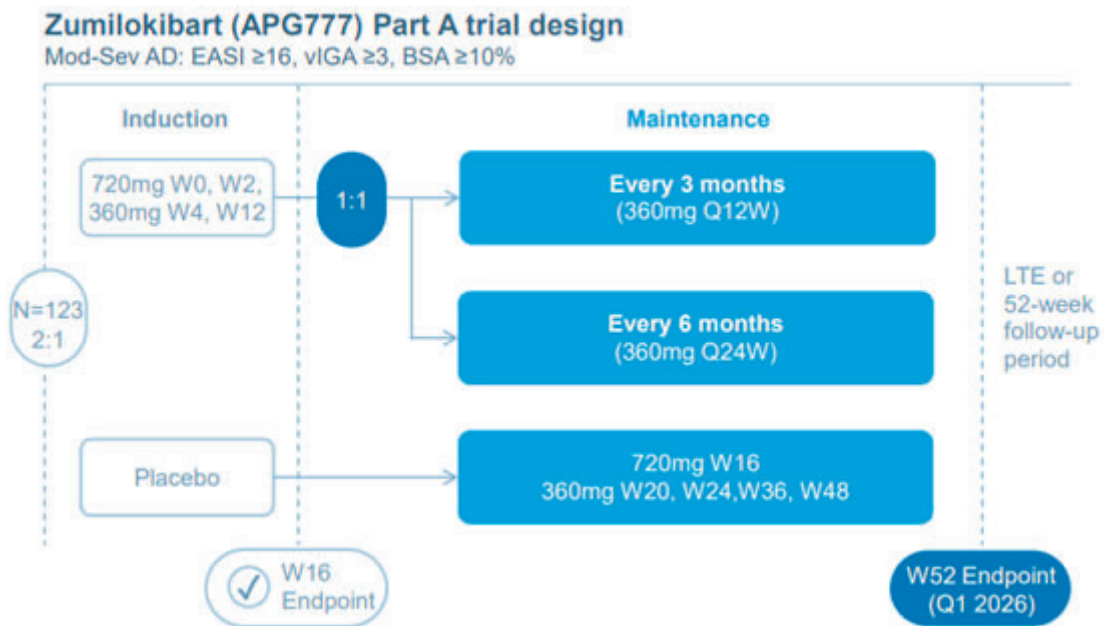 Zumilokibart (APG777) Part A trial design
Mod-Sev AD: EASI ≥16, vIGA ≥3, BSA ≥10%
Induction
Maintenance
720mg W0, W2,
360mg W4, W12
1:1
Every 3 months
(360mg Q12W)
N=123
2:1
Every 6 months
(360mg Q24W)
LTE or
52-week
follow-up
period
Placebo
720mg W16
360mg W20, W24,W36, W48
W16
Endpoint
W52 Endpoint
(Q1 2026)